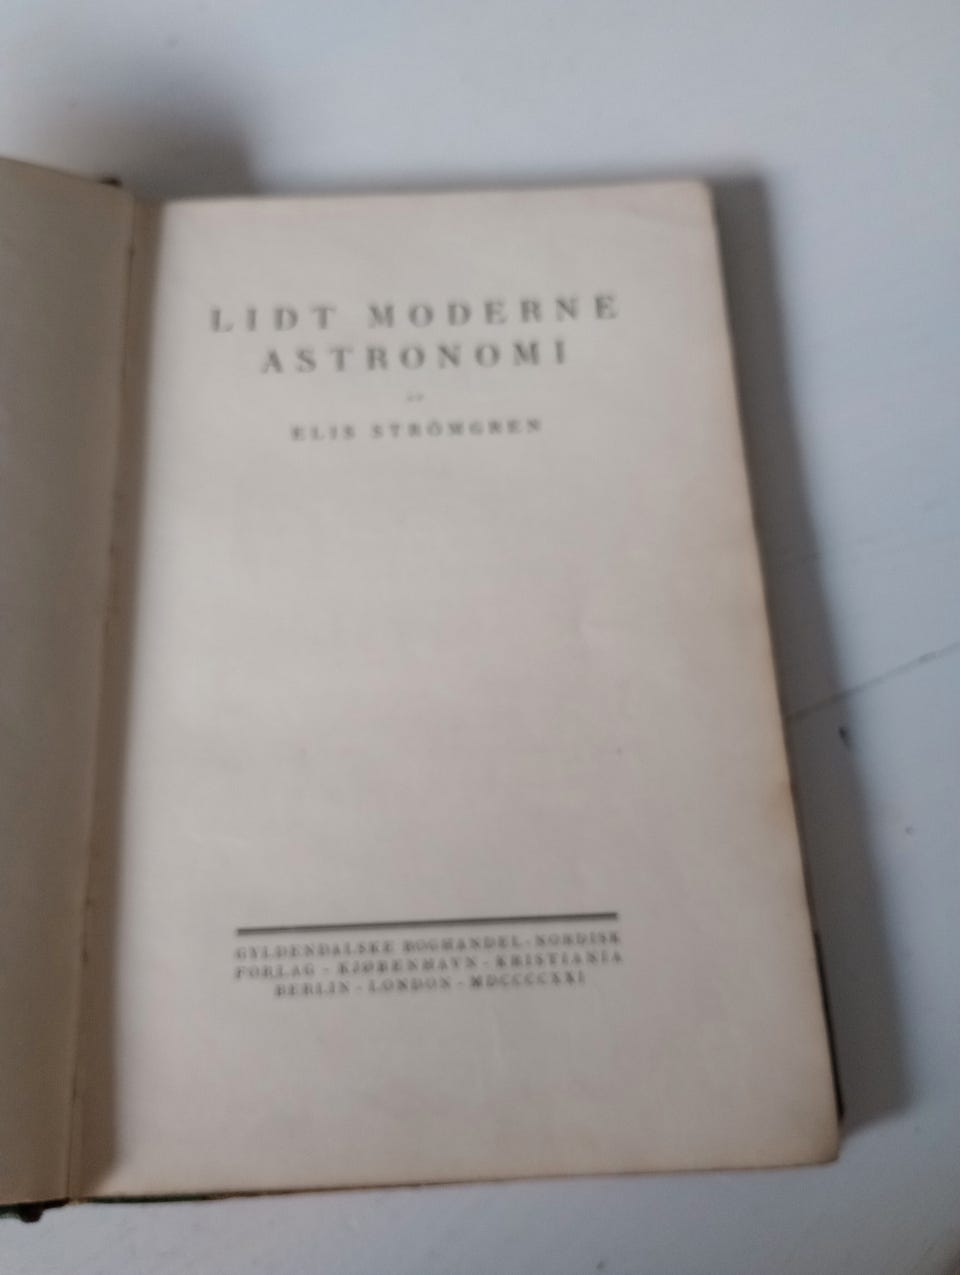 LIDT MODERNE
ASTRONOMI
AF
ELIS STRÖMGREN
GYLDENDALSKE BOGHANDEL - NORDISK
FORLAG - KJØBENHAVN - KRISTIANIA
BERLIN - LONDON - MDCCCCXXI